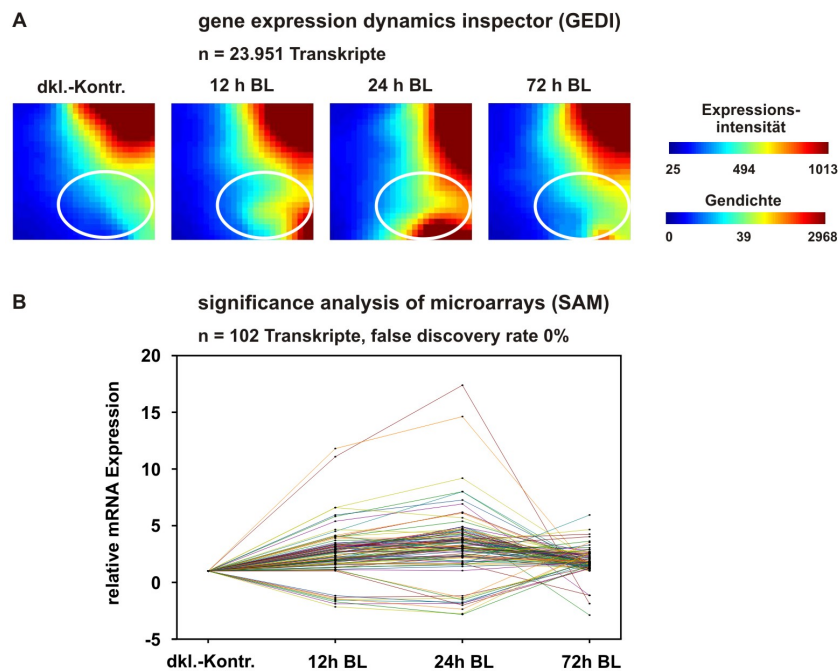 A
gene expression dynamics inspector (GEDI)
n = 23.951 Transkripte
dkl.-Kontr.
12 h BL
24 h BL
72 h BL
Expressions-
intensität
25 494 1013
Gendichte
0 39 2968
B
significance analysis of microarrays (SAM)
n = 102 Transkripte, false discovery rate 0%
relative mRNA Expression
20
15
10
5
0
-5
dkl.-Kontr. 12h BL 24h BL 72h BL